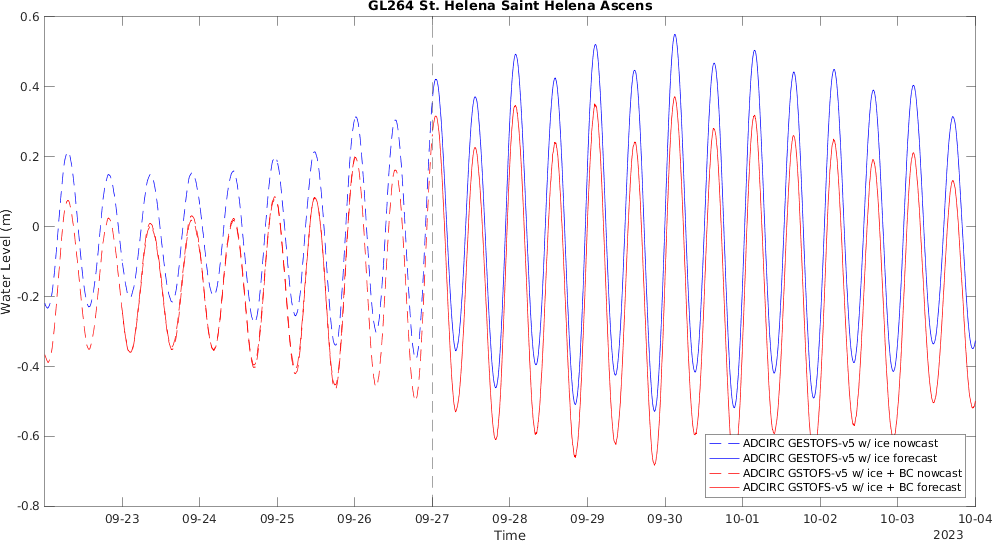 GL264 St. Helena Saint Helena Ascens
0.6
0.4
0.2
0
-0.2
-0.4
-0.6
-0.8
Water Level (m)
ADCIRC GESTOFS-v5 w/ ice nowcast
ADCIRC GESTOFS-v5 w/ ice forecast
ADCIRC GSTOFS-v5 w/ ice + BC nowcast
ADCIRC GSTOFS-v5 w/ ice + BC forecast
09-23 09-24 09-25 09-26 09-27 09-28 09-29 09-30 10-01 10-02 10-03 10-04
Time
2023